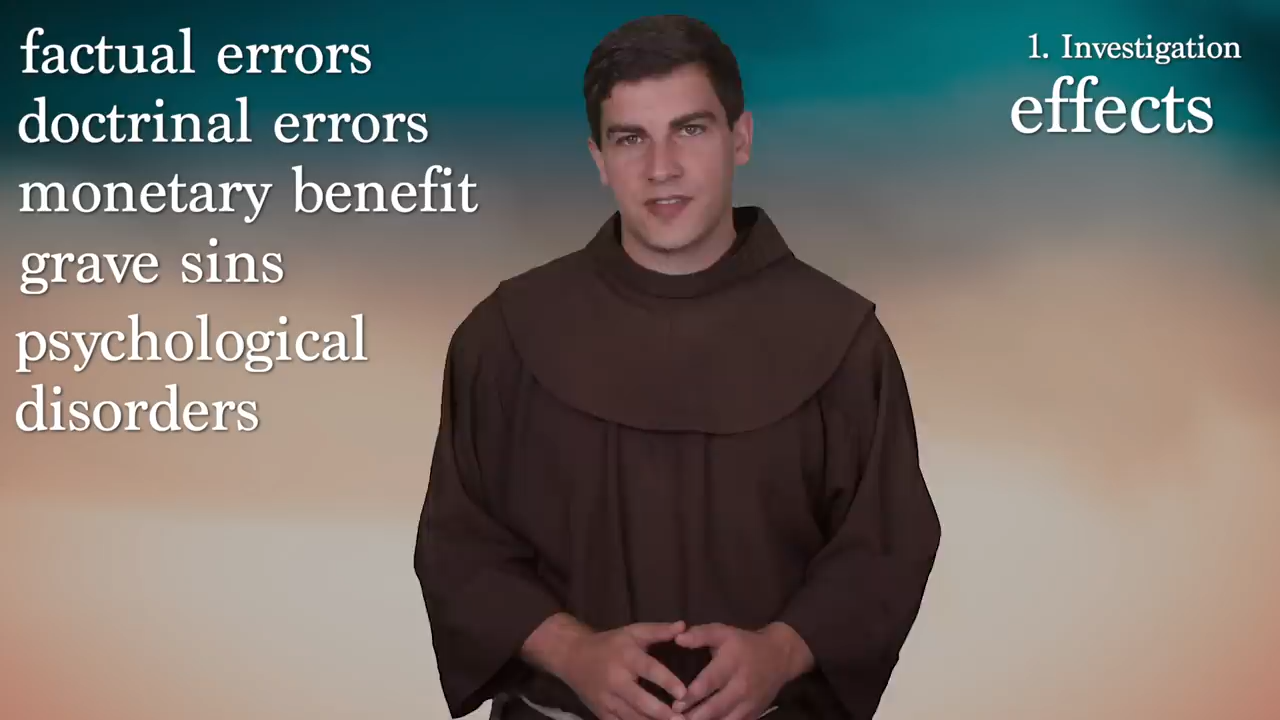 factual errors
doctrinal errors
monetary benefit
grave sins
psychological
disorders
1. Investigation
effects